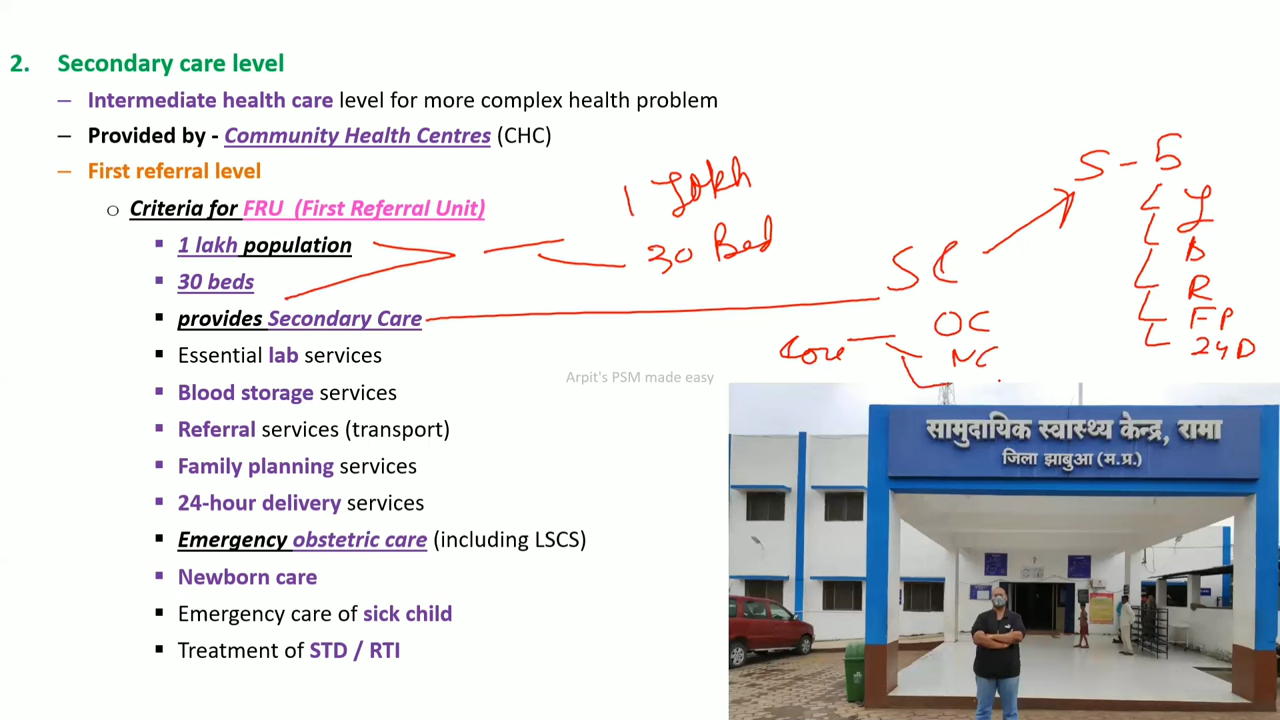 2. Secondary care level
– Intermediate health care level for more complex health problem
– Provided by - Community Health Centres (CHC)
– First referral level
o Criteria for FRU (First Referral Unit)
▪ 1 lakh population
▪ 30 beds
▪ provides Secondary Care
▪ Essential lab services
▪ Blood storage services
▪ Referral services (transport)
▪ Family planning services
▪ 24-hour delivery services
▪ Emergency obstetric care (including LSCS)
▪ Newborn care
▪ Emergency care of sick child
▪ Treatment of STD / RTI
1 Lakh
30 Bed
SC
OC
Core
NC
S - 5
L
B
R
FP
24D
Arpit's PSM made easy
सामुदायिक स्वास्थ्य केन्द्र, रामा
जिला झाबुआ (म.प्र.)